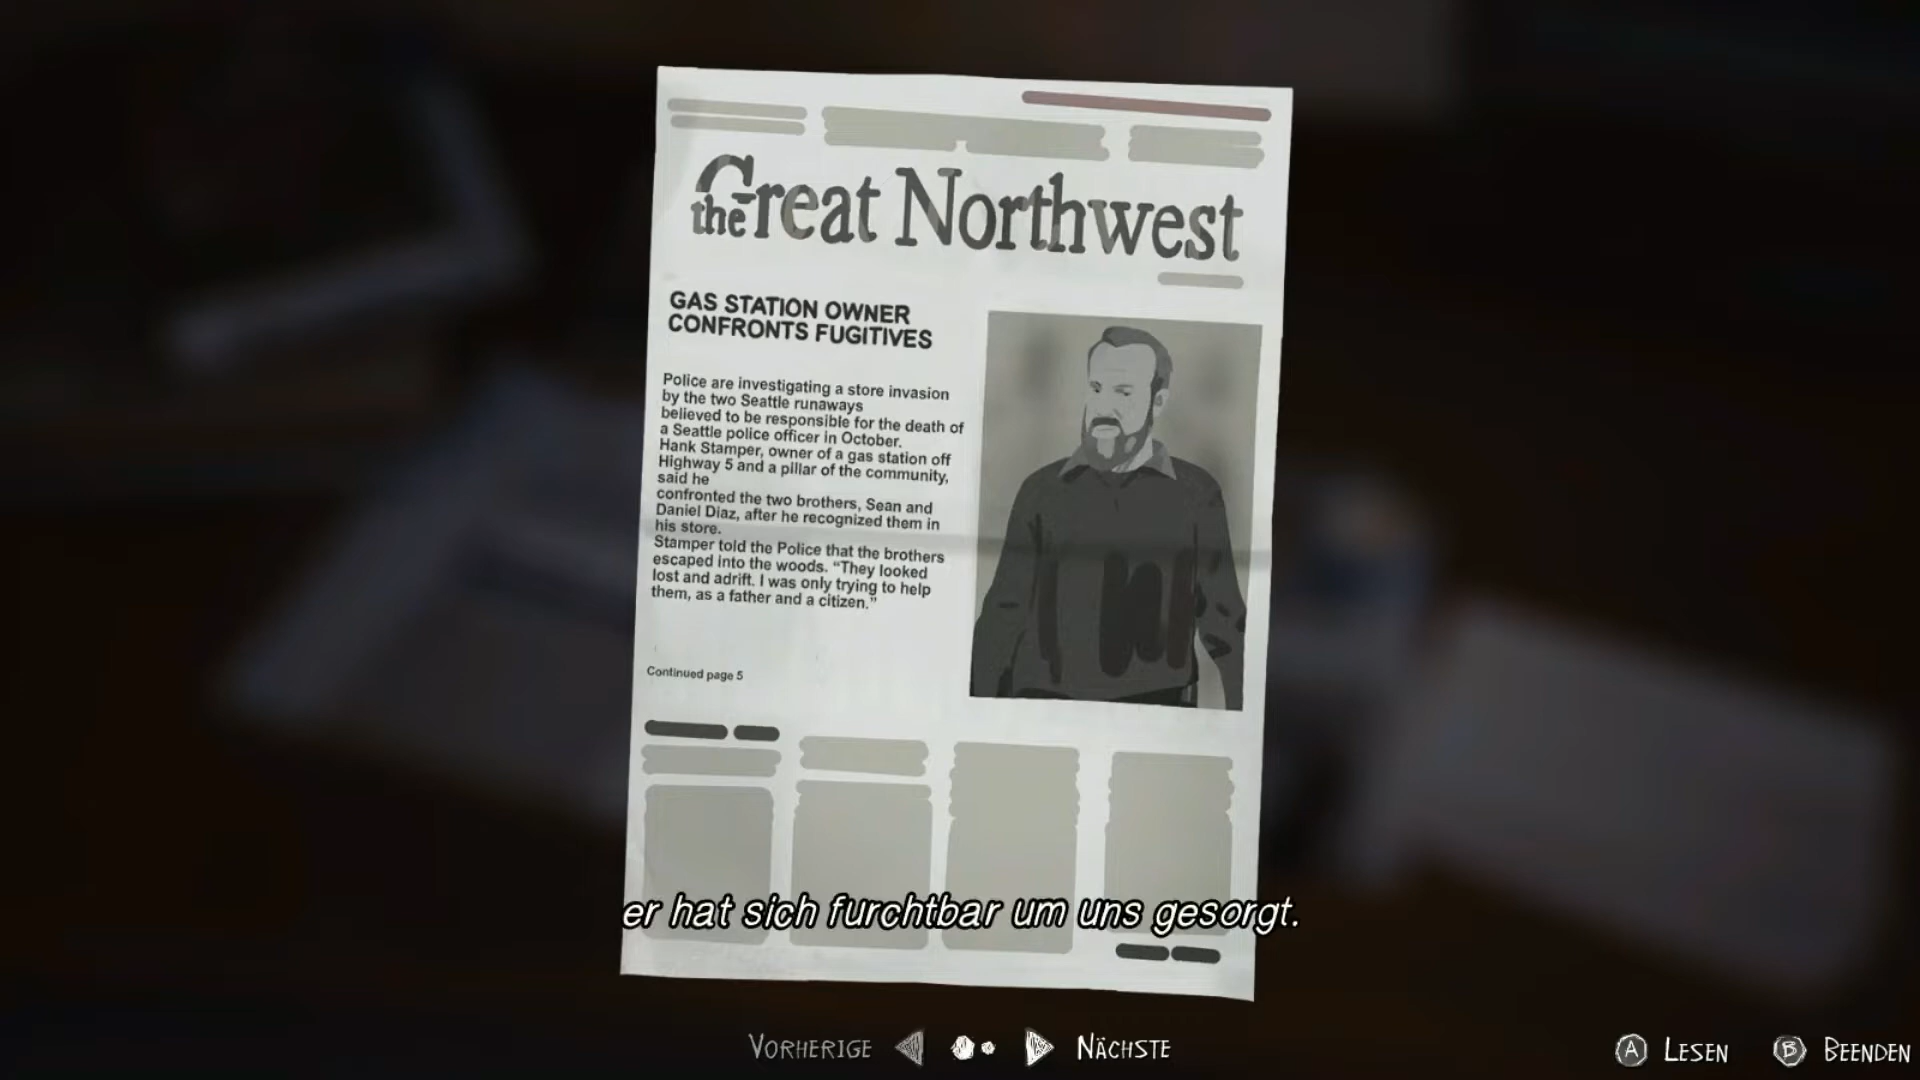 the Great Northwest
GAS STATION OWNER
CONFRONTS FUGITIVES
Police are investigating a store invasion
by the two Seattle runaways
believed to be responsible for the death of
a Seattle police officer in October.
Hank Stamper, owner of a gas station off
Highway 5 and a pillar of the community,
said he
confronted the two brothers, Sean and
Daniel Diaz, after he recognized them in
his store.
Stamper told the Police that the brothers
escaped into the woods. “They looked
lost and adrift. I was only trying to help
them, as a father and a citizen.”
Continued page 5
er hat sich furchtbar um uns gesorgt.
VORHERIGE
NÄCHSTE
A LESEN
B BEENDEN